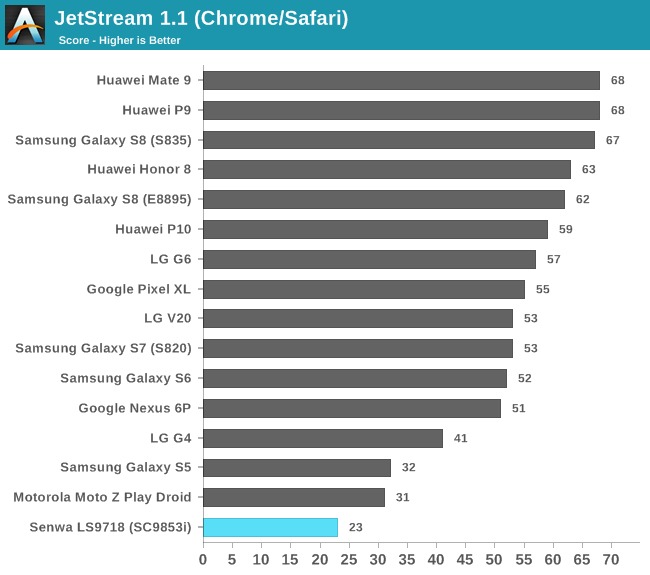 JetStream 1.1 (Chrome/Safari)
Score - Higher is Better
Huawei Mate 9 68
Huawei P9 68
Samsung Galaxy S8 (S835) 67
Huawei Honor 8 63
Samsung Galaxy S8 (E8895) 62
Huawei P10 59
LG G6 57
Google Pixel XL 55
LG V20 53
Samsung Galaxy S7 (S820) 53
Samsung Galaxy S6 52
Google Nexus 6P 51
LG G4 41
Samsung Galaxy S5 32
Motorola Moto Z Play Droid 31
Senwa LS9718 (SC9853i) 23
0 5 10 15 20 25 30 35 40 45 50 55 60 65 70